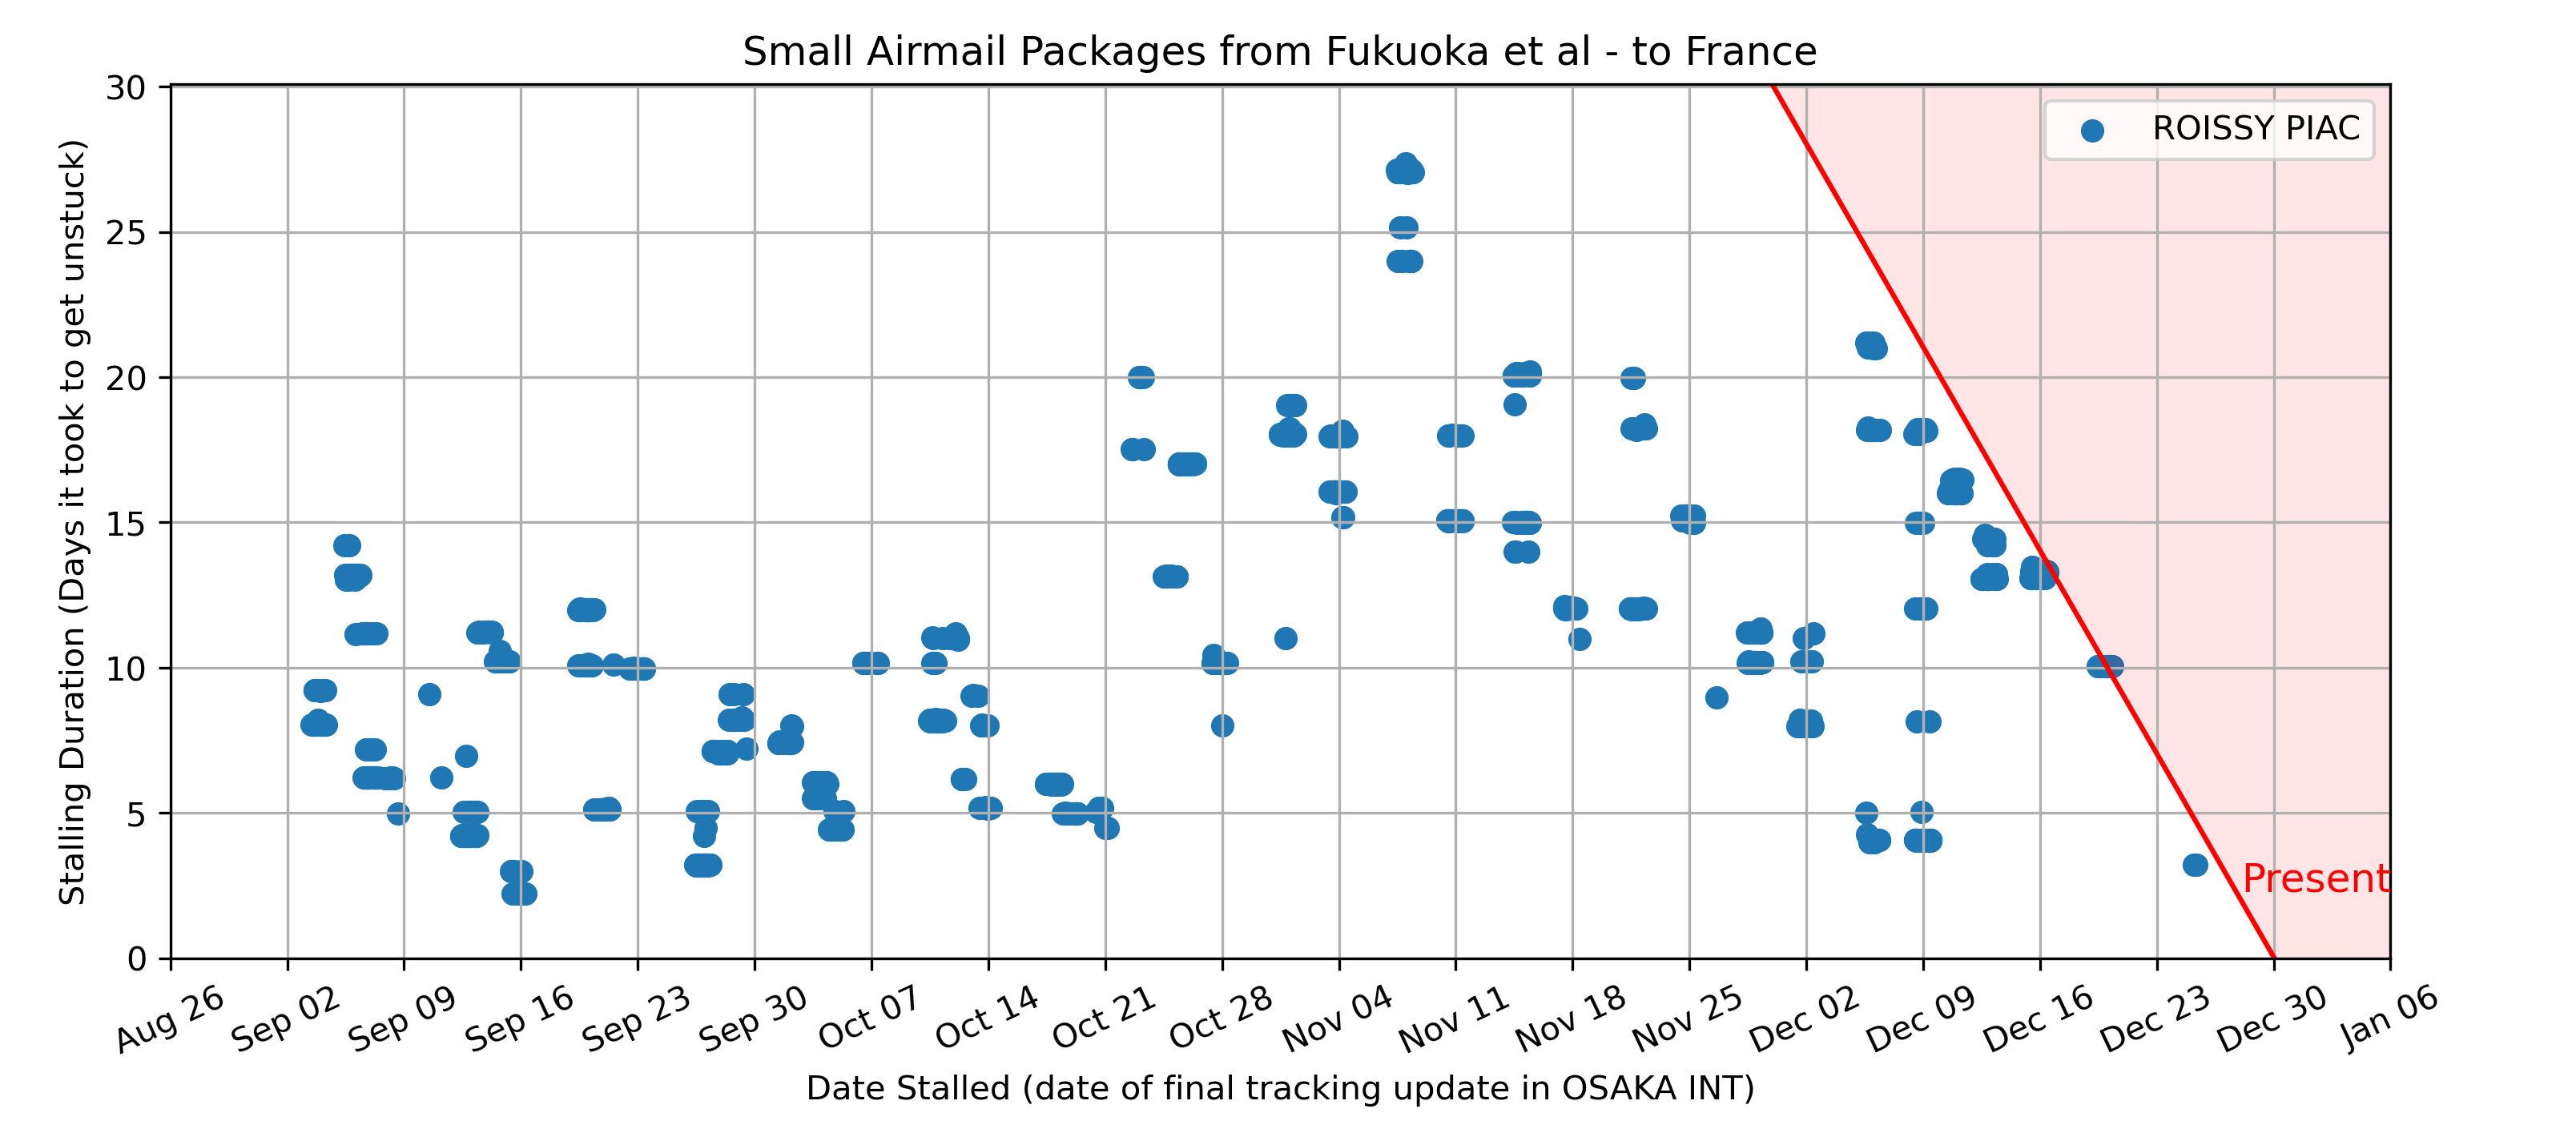 Small Airmail Packages from Fukuoka et al - to France
ROISSY PIAC
Stalling Duration (Days it took to get unstuck)
30
25
20
15
10
5
0
Present
Aug 26
Sep 02
Sep 09
Sep 16
Sep 23
Sep 30
Oct 07
Oct 14
Oct 21
Oct 28
Nov 04
Nov 11
Nov 18
Nov 25
Dec 02
Dec 09
Dec 16
Dec 23
Dec 30
Jan 06
Date Stalled (date of final tracking update in OSAKA INT)